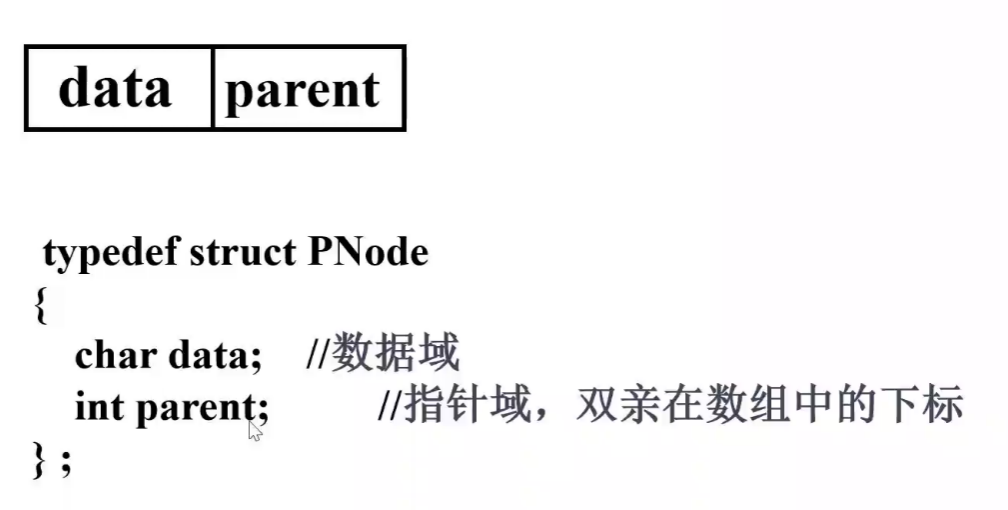 data parent
typedef struct PNode
{
char data; //数据域
int parent; //指针域，双亲在数组中的下标
} ;